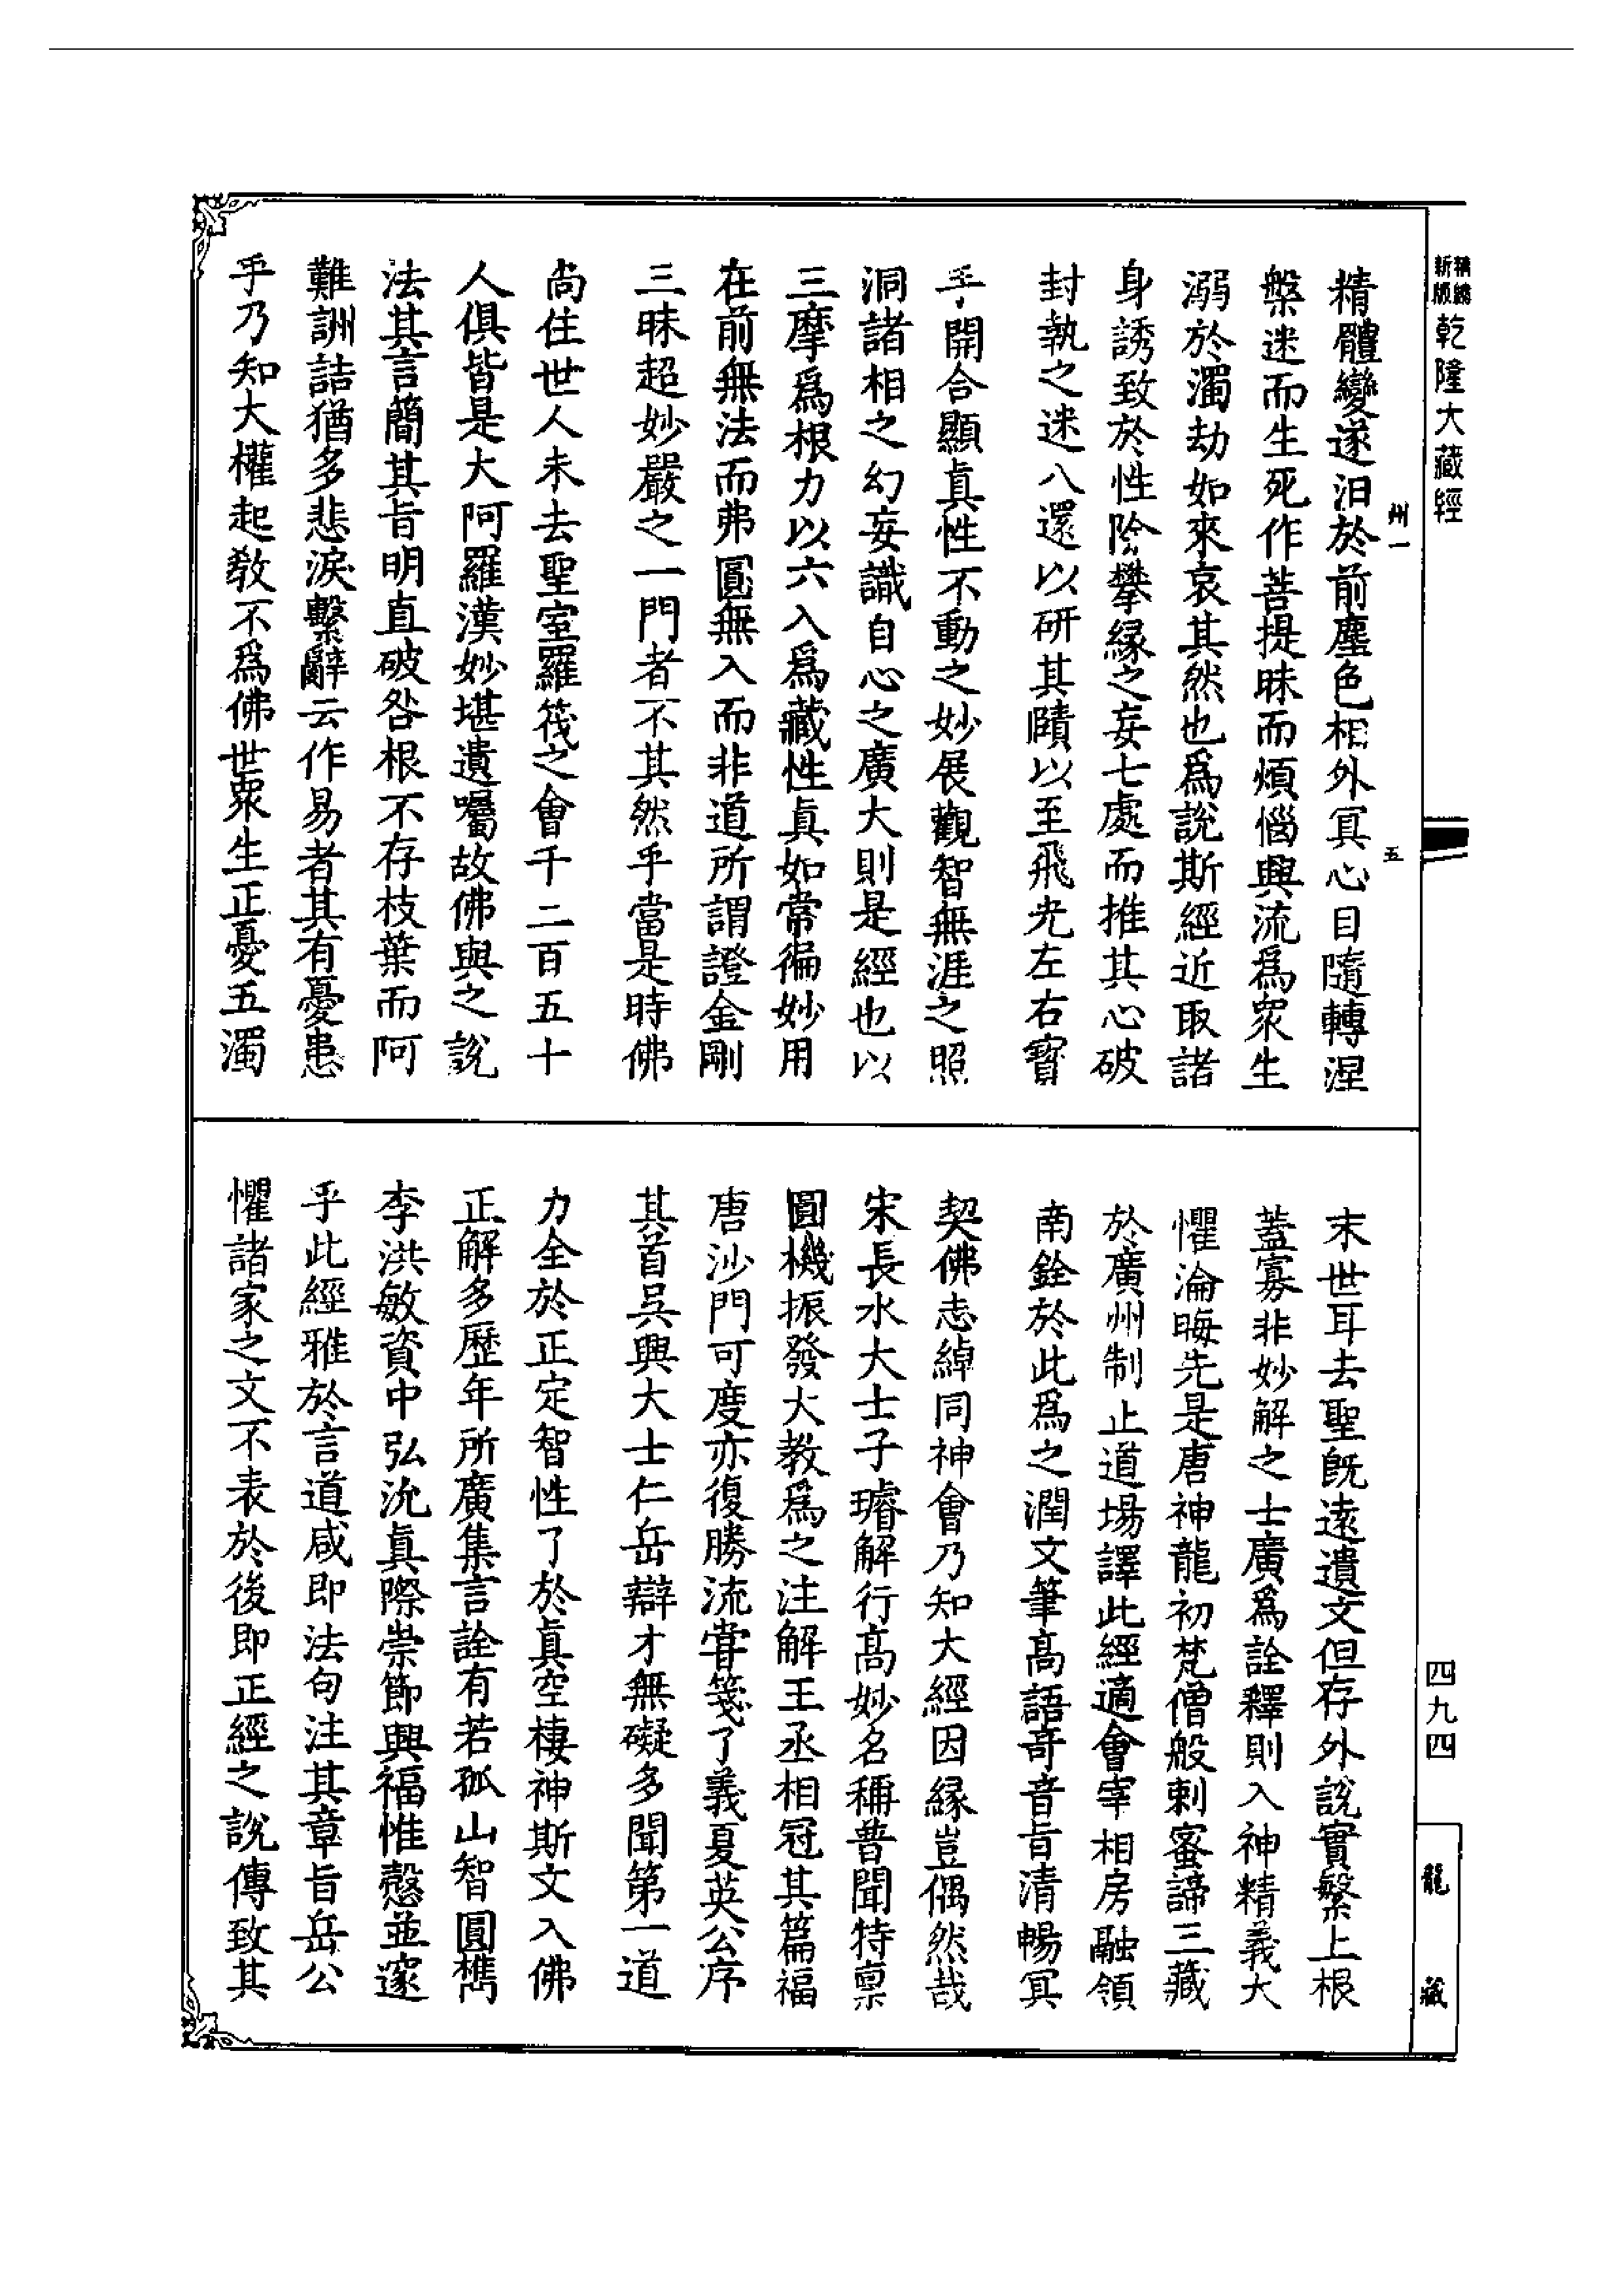 精繡
新版
乾隆大藏經
四九四
龍藏
州一 五
精體變遂汨於前塵色相外㝠心目隨轉涅
槃迷而生死作菩提昧而煩惱興流為衆生
溺於濁劫如來哀其然也為說斯經近取諸
身誘致於性除攀緣之妄七處而推其心破
封執之迷八還以研其賾以至飛光左右寳
手開合顯真性不動之妙展觀智無涯之照
洞諸相之幻妄識自心之廣大則是經也以
三摩為根力以六入為藏性真如常徧妙用
在前無法而弗圓無入而非道所謂證金剛
三昧超妙嚴之一門者不其然乎當是時佛
尚住世人未去聖室羅筏之會千二百五十
人俱皆是大阿羅漢妙堪遺囑故佛與之說
法其言簡其旨明直破咎根不存枝葉而阿
難詶詰猶多悲淚繫辭云作易者其有憂患
乎乃知大權起教不為佛世衆生正憂五濁
末世耳去聖旣遠遺文但存外說實繁上根
蓋寡非妙解之士廣為詮釋則入神精義大
懼淪晦先是唐神龍初梵僧般剌蜜諦三藏
於廣州制止道場譯此經適會宰相房融領
南銓於此為之潤文筆高語竒音旨清暢㝠
契佛志綽同神會乃知大經因緣豈偶然哉
宋長水大士子璿解行高妙名稱普聞特稟
圓機振發大教為之注解王丞相冠其篇福
唐沙門可度亦復勝流甞箋了義夏英公序
其首吳興大士仁岳辯才無礙多聞第一道
力全於正定智性了於真空棲神斯文入佛
正解多歷年所廣集言詮有若孤山智圓檇
李洪敏資中弘沇真際崇節興福惟慤並邃
乎此經雅於言道咸即法句注其章旨岳公
懼諸家之文不表於後即正經之說傳致其